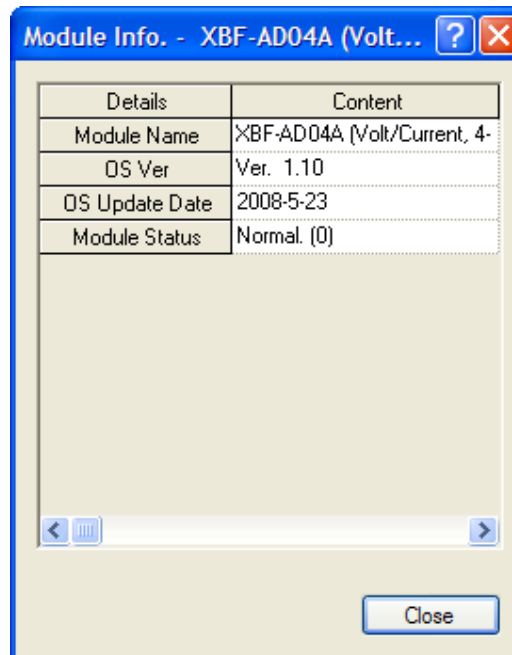 Module Info. - XBF-AD04A (Volt...
Details Content
Module Name XBF-AD04A (Volt/Current, 4-
OS Ver Ver. 1.10
OS Update Date 2008-5-23
Module Status Normal. (0)
Close